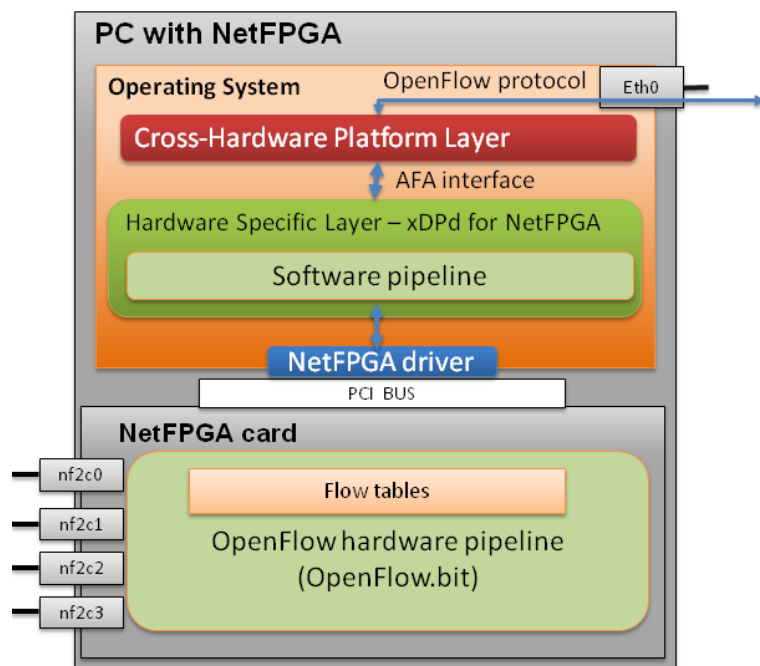 PC with NetFPGA
Operating System
OpenFlow protocol
Eth0
Cross-Hardware Platform Layer
AFA interface
Hardware Specific Layer – xDPd for NetFPGA
Software pipeline
NetFPGA driver
PCI BUS
NetFPGA card
nf2c0
nf2c1
nf2c2
nf2c3
Flow tables
OpenFlow hardware pipeline
(OpenFlow.bit)